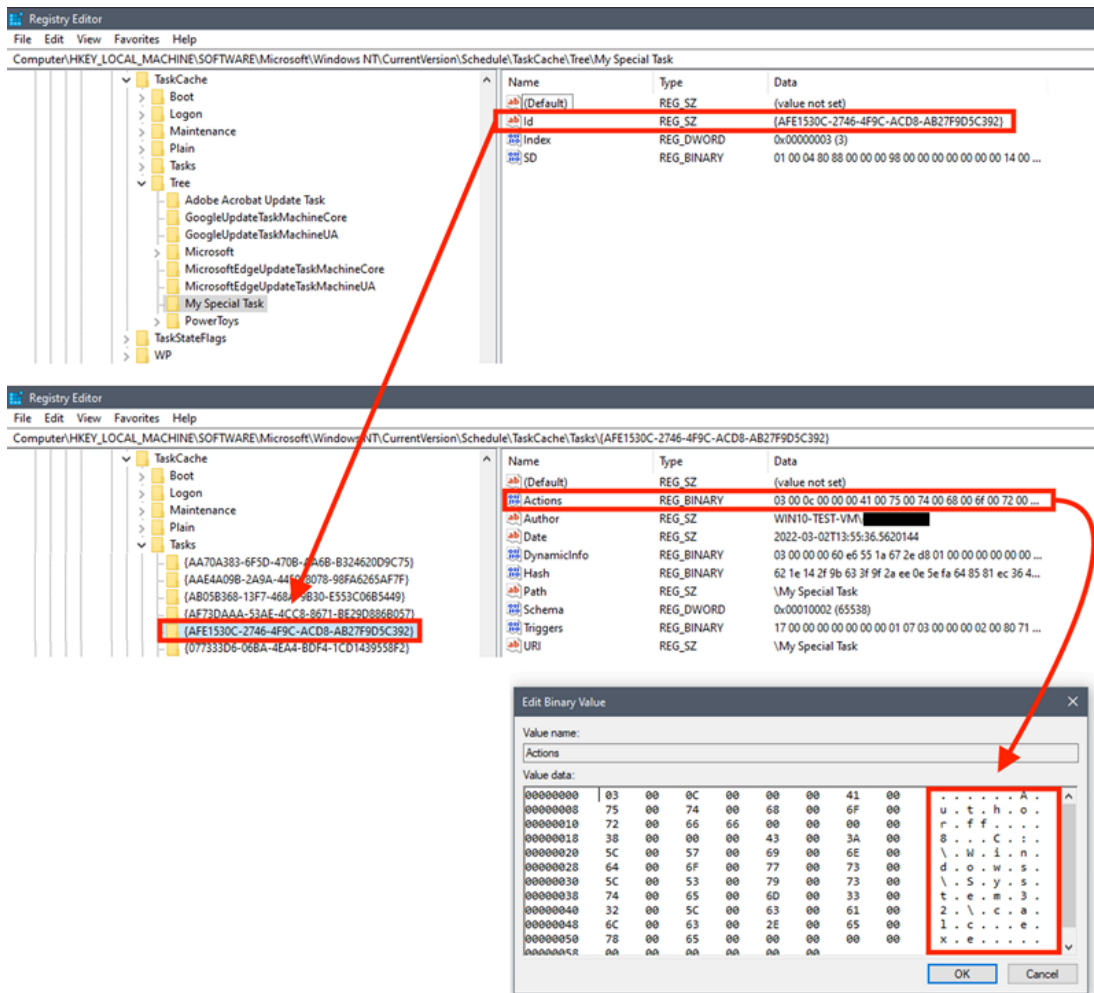 Registry Editor
File Edit View Favorites Help
Computer\HKEY_LOCAL_MACHINE\SOFTWARE\Microsoft\Windows NT\CurrentVersion\Schedule\TaskCache\Tree\My Special Task
TaskCache
Boot
Logon
Maintenance
Plain
Tasks
Tree
Adobe Acrobat Update Task
GoogleUpdateTaskMachineCore
GoogleUpdateTaskMachineUA
Microsoft
MicrosoftEdgeUpdateTaskMachineCore
MicrosoftEdgeUpdateTaskMachineUA
My Special Task
PowerToys
TaskStateFlags
WP
Name Type Data
(Default) REG_SZ (value not set)
Id REG_SZ {AFE1530C-2746-4F9C-ACD8-AB27F9D5C392}
Index REG_DWORD 0x00000003 (3)
SD REG_BINARY 01 00 04 80 88 00 00 00 98 00 00 00 00 00 00 00 14 00 ...
Registry Editor
File Edit View Favorites Help
Computer\HKEY_LOCAL_MACHINE\SOFTWARE\Microsoft\Windows NT\CurrentVersion\Schedule\TaskCache\Tasks\{AFE1530C-2746-4F9C-ACD8-AB27F9D5C392}
TaskCache
Boot
Logon
Maintenance
Plain
Tasks
{AA70A383-6F5D-470B-AA6B-B324620D9C75}
{AAE4A09B-2A9A-98FA6265AF7F}
{AB05B368-13F7-E553C06B5449}
{AF73DAAA-53AE-4CC8-8671-BE29D886B057}
{AFE1530C-2746-4F9C-ACD8-AB27F9D5C392}
{077333D6-06BA-4EA4-BDF4-1CD1439558F2}
Name Type Data
(Default) REG_SZ (value not set)
Actions REG_BINARY 03 00 0c 00 00 00 41 00 75 00 74 00 68 00 6f 00 72 00 ...
Author REG_SZ WIN10-TEST-VM\
Date REG_SZ 2022-03-02T13:55:36.5620144
DynamicInfo REG_BINARY 03 00 00 00 60 e6 55 1a 67 2e d8 01 00 00 00 00 00 00 ...
Hash REG_BINARY 62 1e 14 2f 9b 63 3f 9f 2a ee 0e 5e fa 64 85 81 ec 36 4...
Path REG_SZ \My Special Task
Schema REG_DWORD 0x00010002 (65538)
Triggers REG_BINARY 17 00 00 00 00 00 00 00 01 07 03 00 00 00 02 00 80 71 ...
URI REG_SZ \My Special Task
Edit Binary Value
Value name:
Actions
Value data:
00000000 03 00 0C 00 00 00 41 00 . . . . . . A .
00000008 75 00 74 00 68 00 6F 00 u . t . h . o .
00000010 72 00 66 66 00 00 00 00 r . f f . . . .
00000018 38 00 00 00 43 00 3A 00 8 . . . C . : .
00000020 5C 00 57 00 69 00 6E 00 \ . W . i . n .
00000028 64 00 6F 00 77 00 73 00 d . o . w . s .
00000030 5C 00 53 00 79 00 73 00 \ . S . y . s .
00000038 74 00 65 00 6D 00 33 00 t . e . m . 3 .
00000040 32 00 5C 00 63 00 61 00 2 . \ . c . a .
00000048 6C 00 63 00 2E 00 65 00 l . c . . . e .
00000050 78 00 65 00 00 00 00 00 x . e . . . . .
00000058 00 00 00 00 00 00
OK Cancel